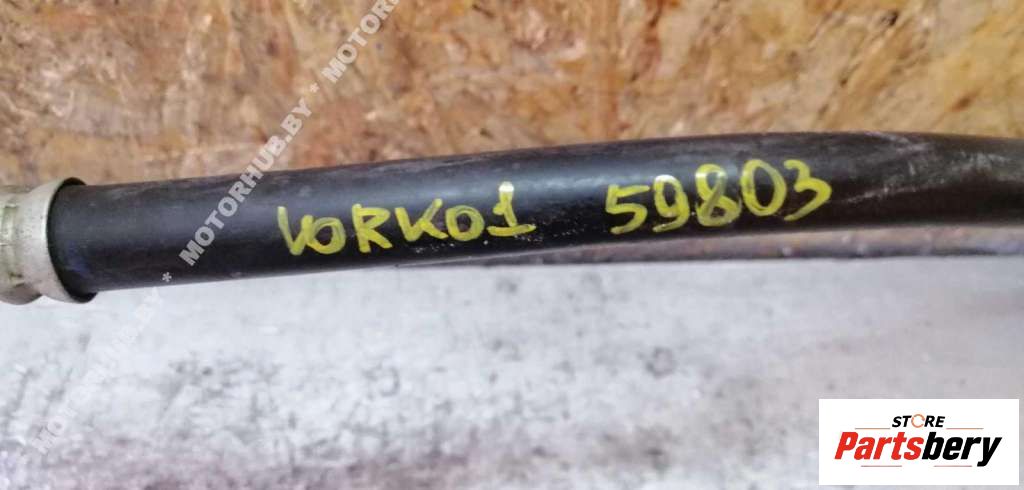 * MOTORHUB.BY * MOTORHUB.BY
VORK01 59803
STORE
Partsbery